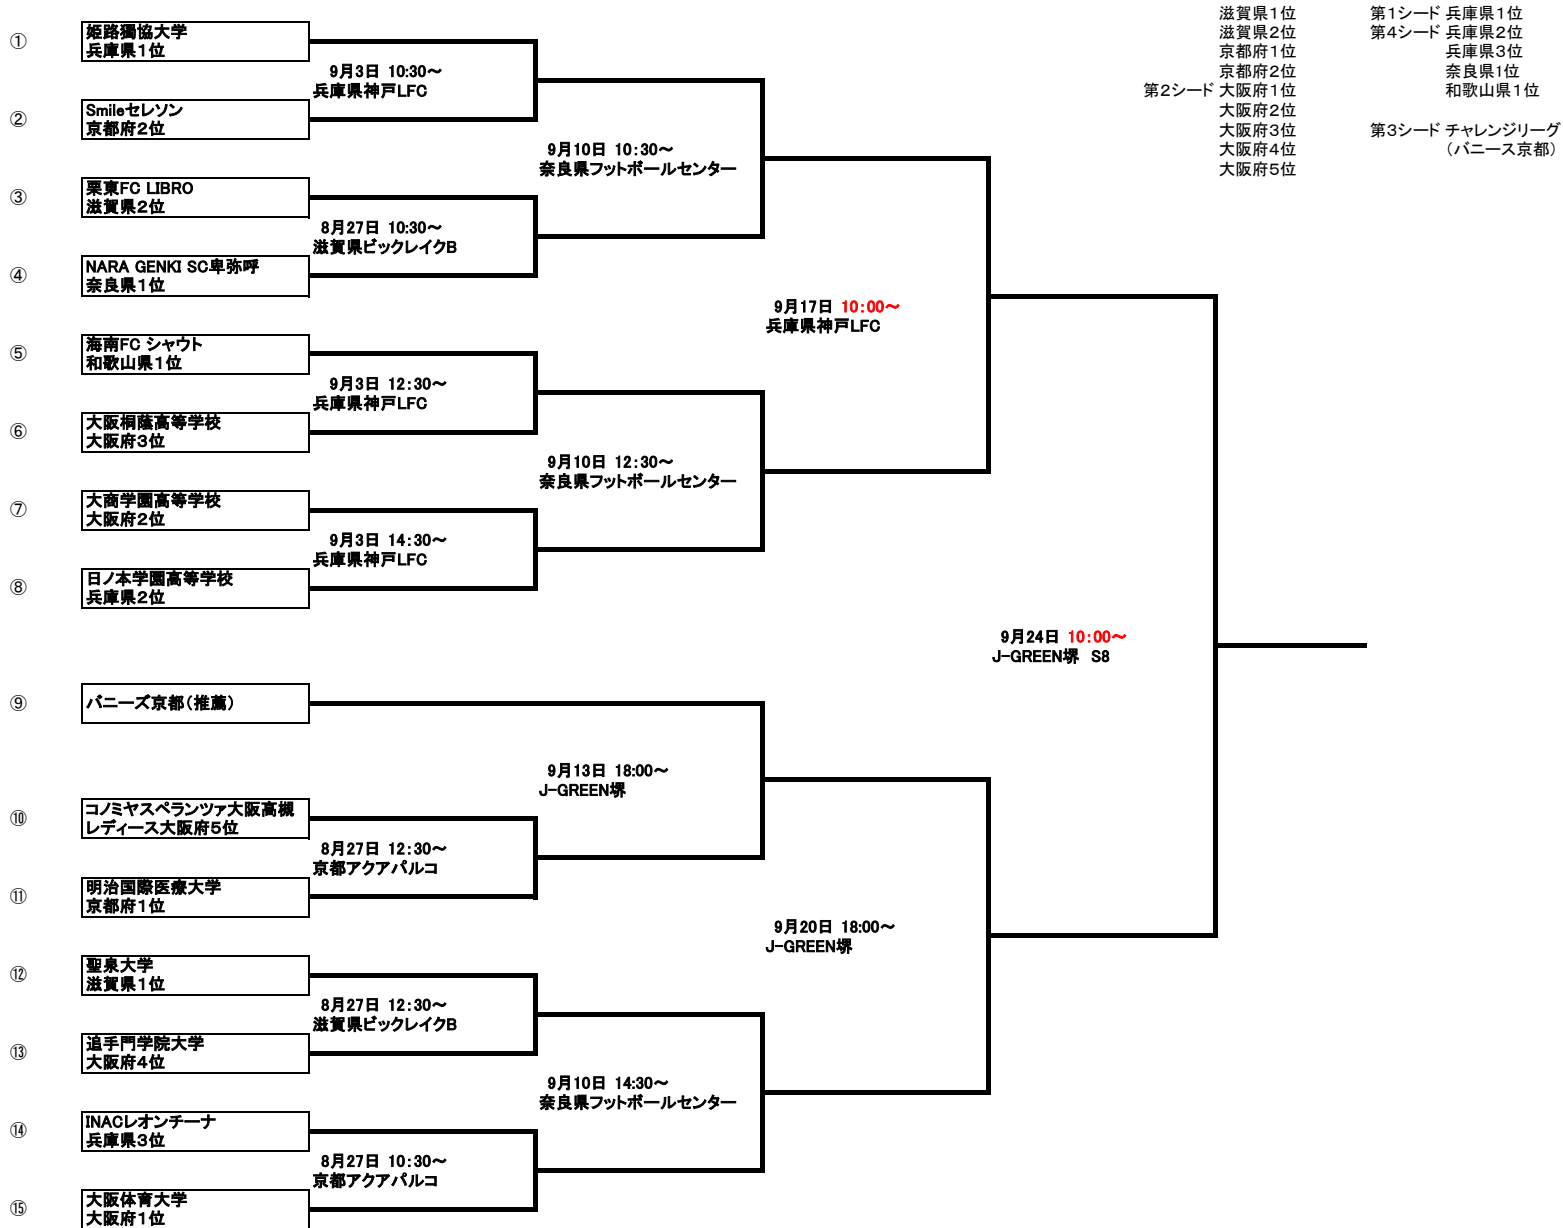 滋賀県1位
滋賀県2位
京都府1位
京都府2位
第2シード 大阪府1位
大阪府2位
大阪府3位
大阪府4位
大阪府5位
第1シード 兵庫県1位
第4シード 兵庫県2位
兵庫県3位
奈良県1位
和歌山県1位
第3シード チャレンジリーグ
(バニース京都)
① 姫路獨協大学
兵庫県1位
9月3日 10:30~
兵庫県神戸LFC
② Smileセレソン
京都府2位
9月10日 10:30~
奈良県フットボールセンター
③ 栗東FC LIBRO
滋賀県2位
8月27日 10:30~
滋賀県ビックレイクB
④ NARA GENKI SC卑弥呼
奈良県1位
9月17日 10:00~
兵庫県神戸LFC
⑤ 海南FC シャウト
和歌山県1位
9月3日 12:30~
兵庫県神戸LFC
⑥ 大阪桐蔭高等学校
大阪府3位
9月10日 12:30~
奈良県フットボールセンター
⑦ 大商学園高等学校
大阪府2位
9月3日 14:30~
兵庫県神戸LFC
⑧ 日ノ本学園高等学校
兵庫県2位
9月24日 10:00~
J-GREEN堺 S8
⑨ バニーズ京都(推薦)
9月13日 18:00~
J-GREEN堺
⑩ コノミヤスペランツァ大阪高槻
レディース大阪府5位
8月27日 12:30~
京都アクアパルコ
⑪ 明治国際医療大学
京都府1位
9月20日 18:00~
J-GREEN堺
⑫ 聖泉大学
滋賀県1位
8月27日 12:30~
滋賀県ビックレイクB
⑬ 追手門学院大学
大阪府4位
9月10日 14:30~
奈良県フットボールセンター
⑭ INACレオンチーナ
兵庫県3位
8月27日 10:30~
京都アクアパルコ
⑮ 大阪体育大学
大阪府1位